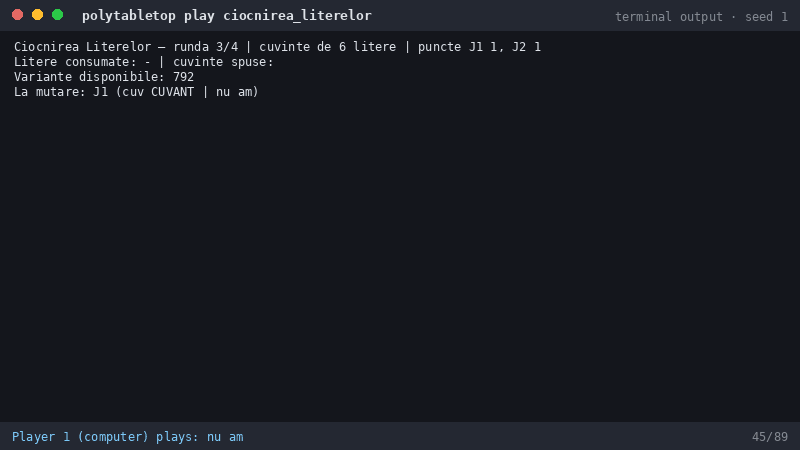 polytabletop play ciocnirea_literelor
terminal output · seed 1
Ciocnirea Literelor — runda 3/4 | cuvinte de 6 litere | puncte J1 1, J2 1
Litere consumate: - | cuvinte spuse:
Variante disponibile: 792
La mutare: J1 (cuv CUVANT | nu am)
Player 1 (computer) plays: nu am
45/89